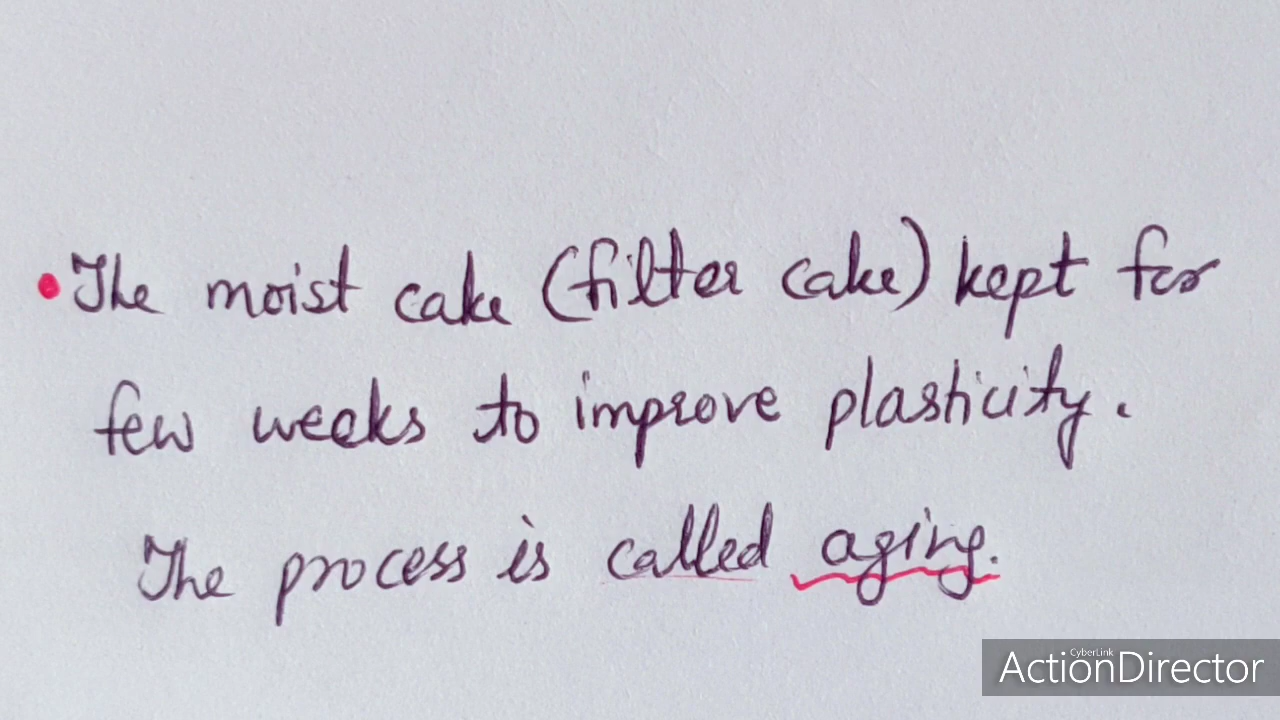 • The moist cake (filter cake) kept for
few weeks to improve plasticity.
The process is called aging.
CyberLink
ActionDirector